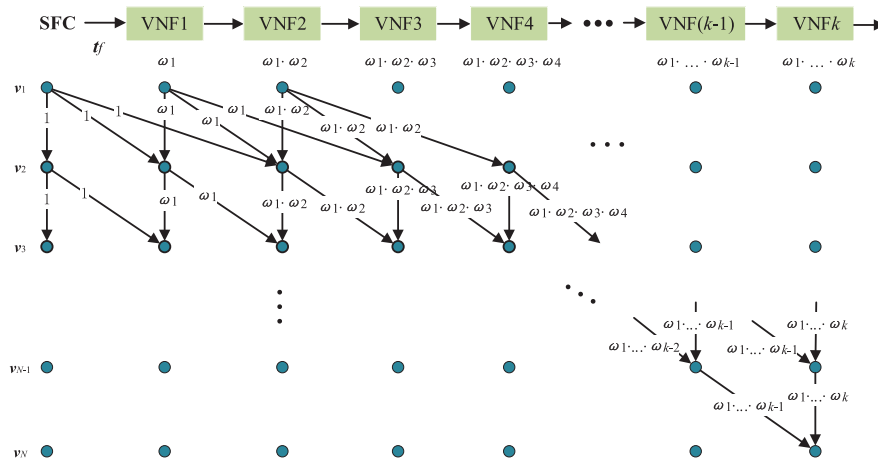 SFC VNF1 VNF2 VNF3 VNF4 ••• VNF(k-1) VNFk
t_f
ω1 ω1·ω2 ω1·ω2·ω3 ω1·ω2·ω3·ω4 ω1·...·ωk-1 ω1·...·ωk
v1
1 1 1 ω1 ω1 ω1 ω1·ω2 ω1·ω2 ω1·ω2
v2
1 1 ω1 ω1 ω1·ω2 ω1·ω2 ω1·ω2·ω3 ω1·ω2·ω3 ω1·ω2·ω3·ω4 ω1·ω2·ω3·ω4
v3
ω1·...·ωk-2 ω1·...·ωk-1 ω1·...·ωk-1 ω1·...·ωk
vN-1
ω1·...·ωk-1 ω1·...·ωk
vN